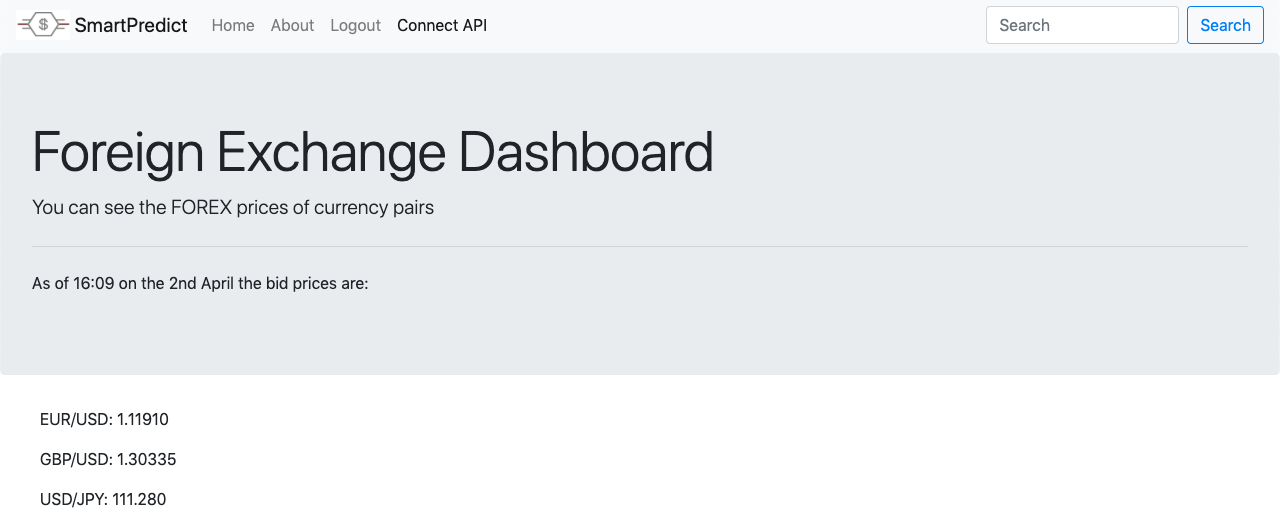 $ SmartPredict Home About Logout Connect API Search Search
Foreign Exchange Dashboard
You can see the FOREX prices of currency pairs
As of 16:09 on the 2nd April the bid prices are:
EUR/USD: 1.11910
GBP/USD: 1.30335
USD/JPY: 111.280